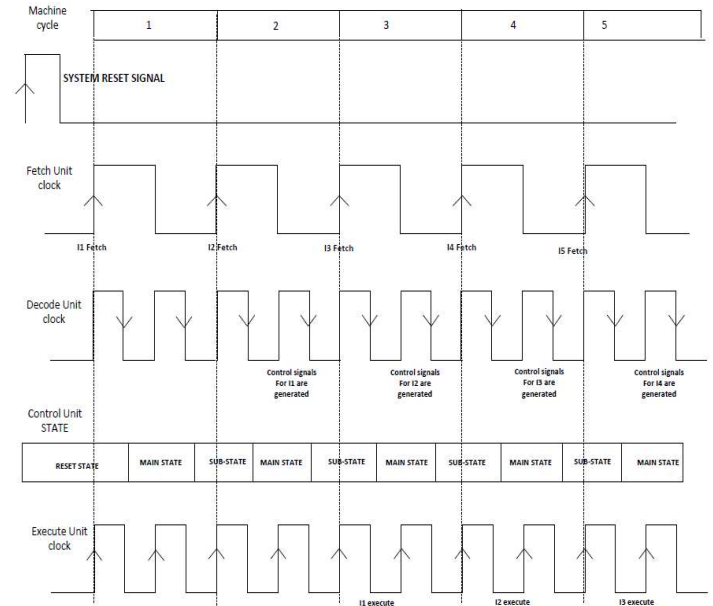 Machine
cycle
1 2 3 4 5
SYSTEM RESET SIGNAL
Fetch Unit
clock
I1 Fetch I2 Fetch I3 Fetch I4 Fetch I5 Fetch
Decode Unit
clock
Control signals
For I1 are
generated
Control signals
For I2 are
generated
Control signals
For I3 are
generated
Control signals
For I4 are
generated
Control Unit
STATE
RESET STATE MAIN STATE SUB-STATE MAIN STATE SUB-STATE MAIN STATE SUB-STATE MAIN STATE SUB-STATE MAIN STATE
Execute Unit
clock
I1 execute I2 execute I3 execute